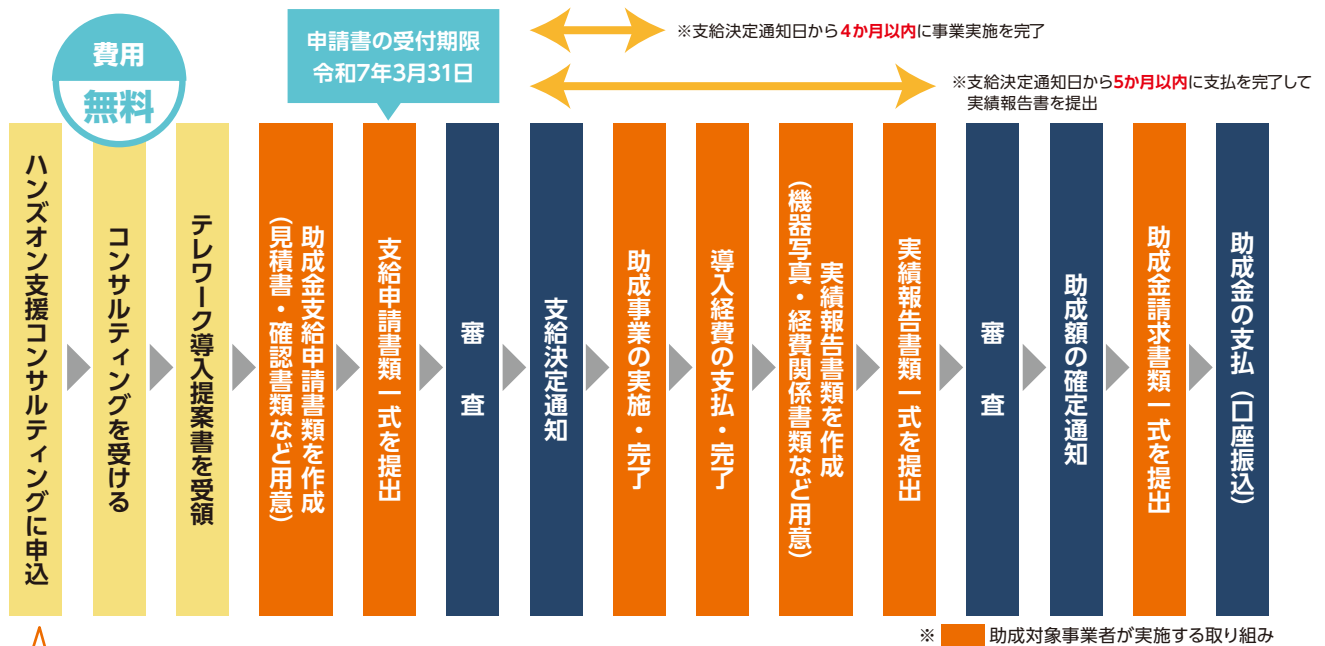 費用
無料
申請書の受付期限
令和7年3月31日
※支給決定通知日から4か月以内に事業実施を完了
※支給決定通知日から5か月以内に支払を完了して
実績報告書を提出
ハンズオン支援コンサルティングに申込
コンサルティングを受ける
テレワーク導入提案書を受領
助成金支給申請書類を作成
(見積書・確認書類など用意)
支給申請書類一式を提出
審査
支給決定通知
助成事業の実施・完了
導入経費の支払・完了
実績報告書類を作成
(機器写真・経費関係書類など用意)
実績報告書類一式を提出
審査
助成額の確定通知
助成金請求書類一式を提出
助成金の支払(口座振込)
※ 助成対象事業者が実施する取り組み